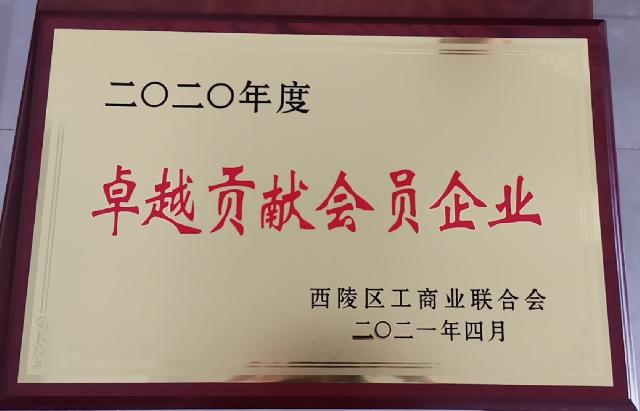 二〇二〇年度
卓越贡献会员企业
西陵区工商业联合会
二〇二一年四月